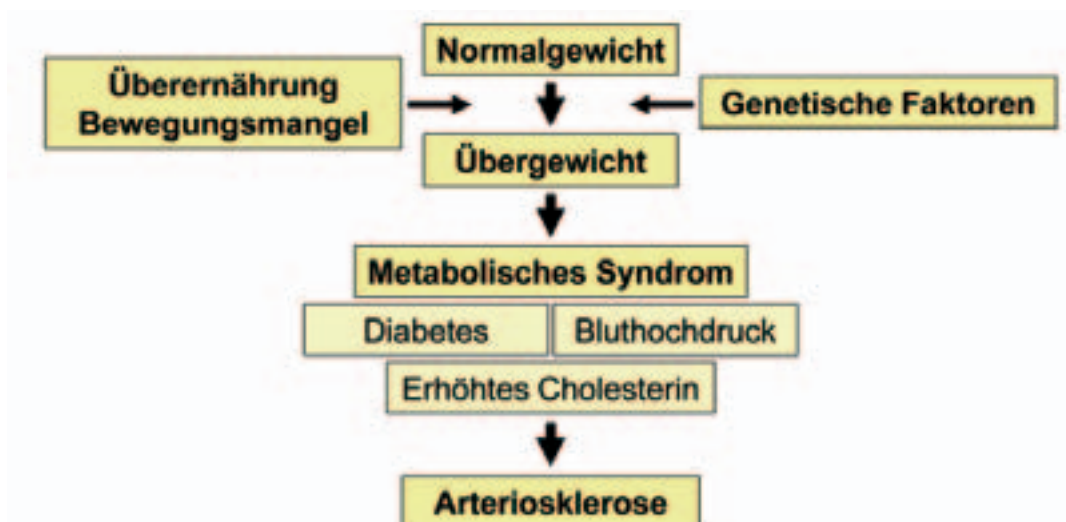 Normalgewicht
Überernährung
Bewegungsmangel
Genetische Faktoren
Übergewicht
Metabolisches Syndrom
Diabetes
Bluthochdruck
Erhöhtes Cholesterin
Arteriosklerose